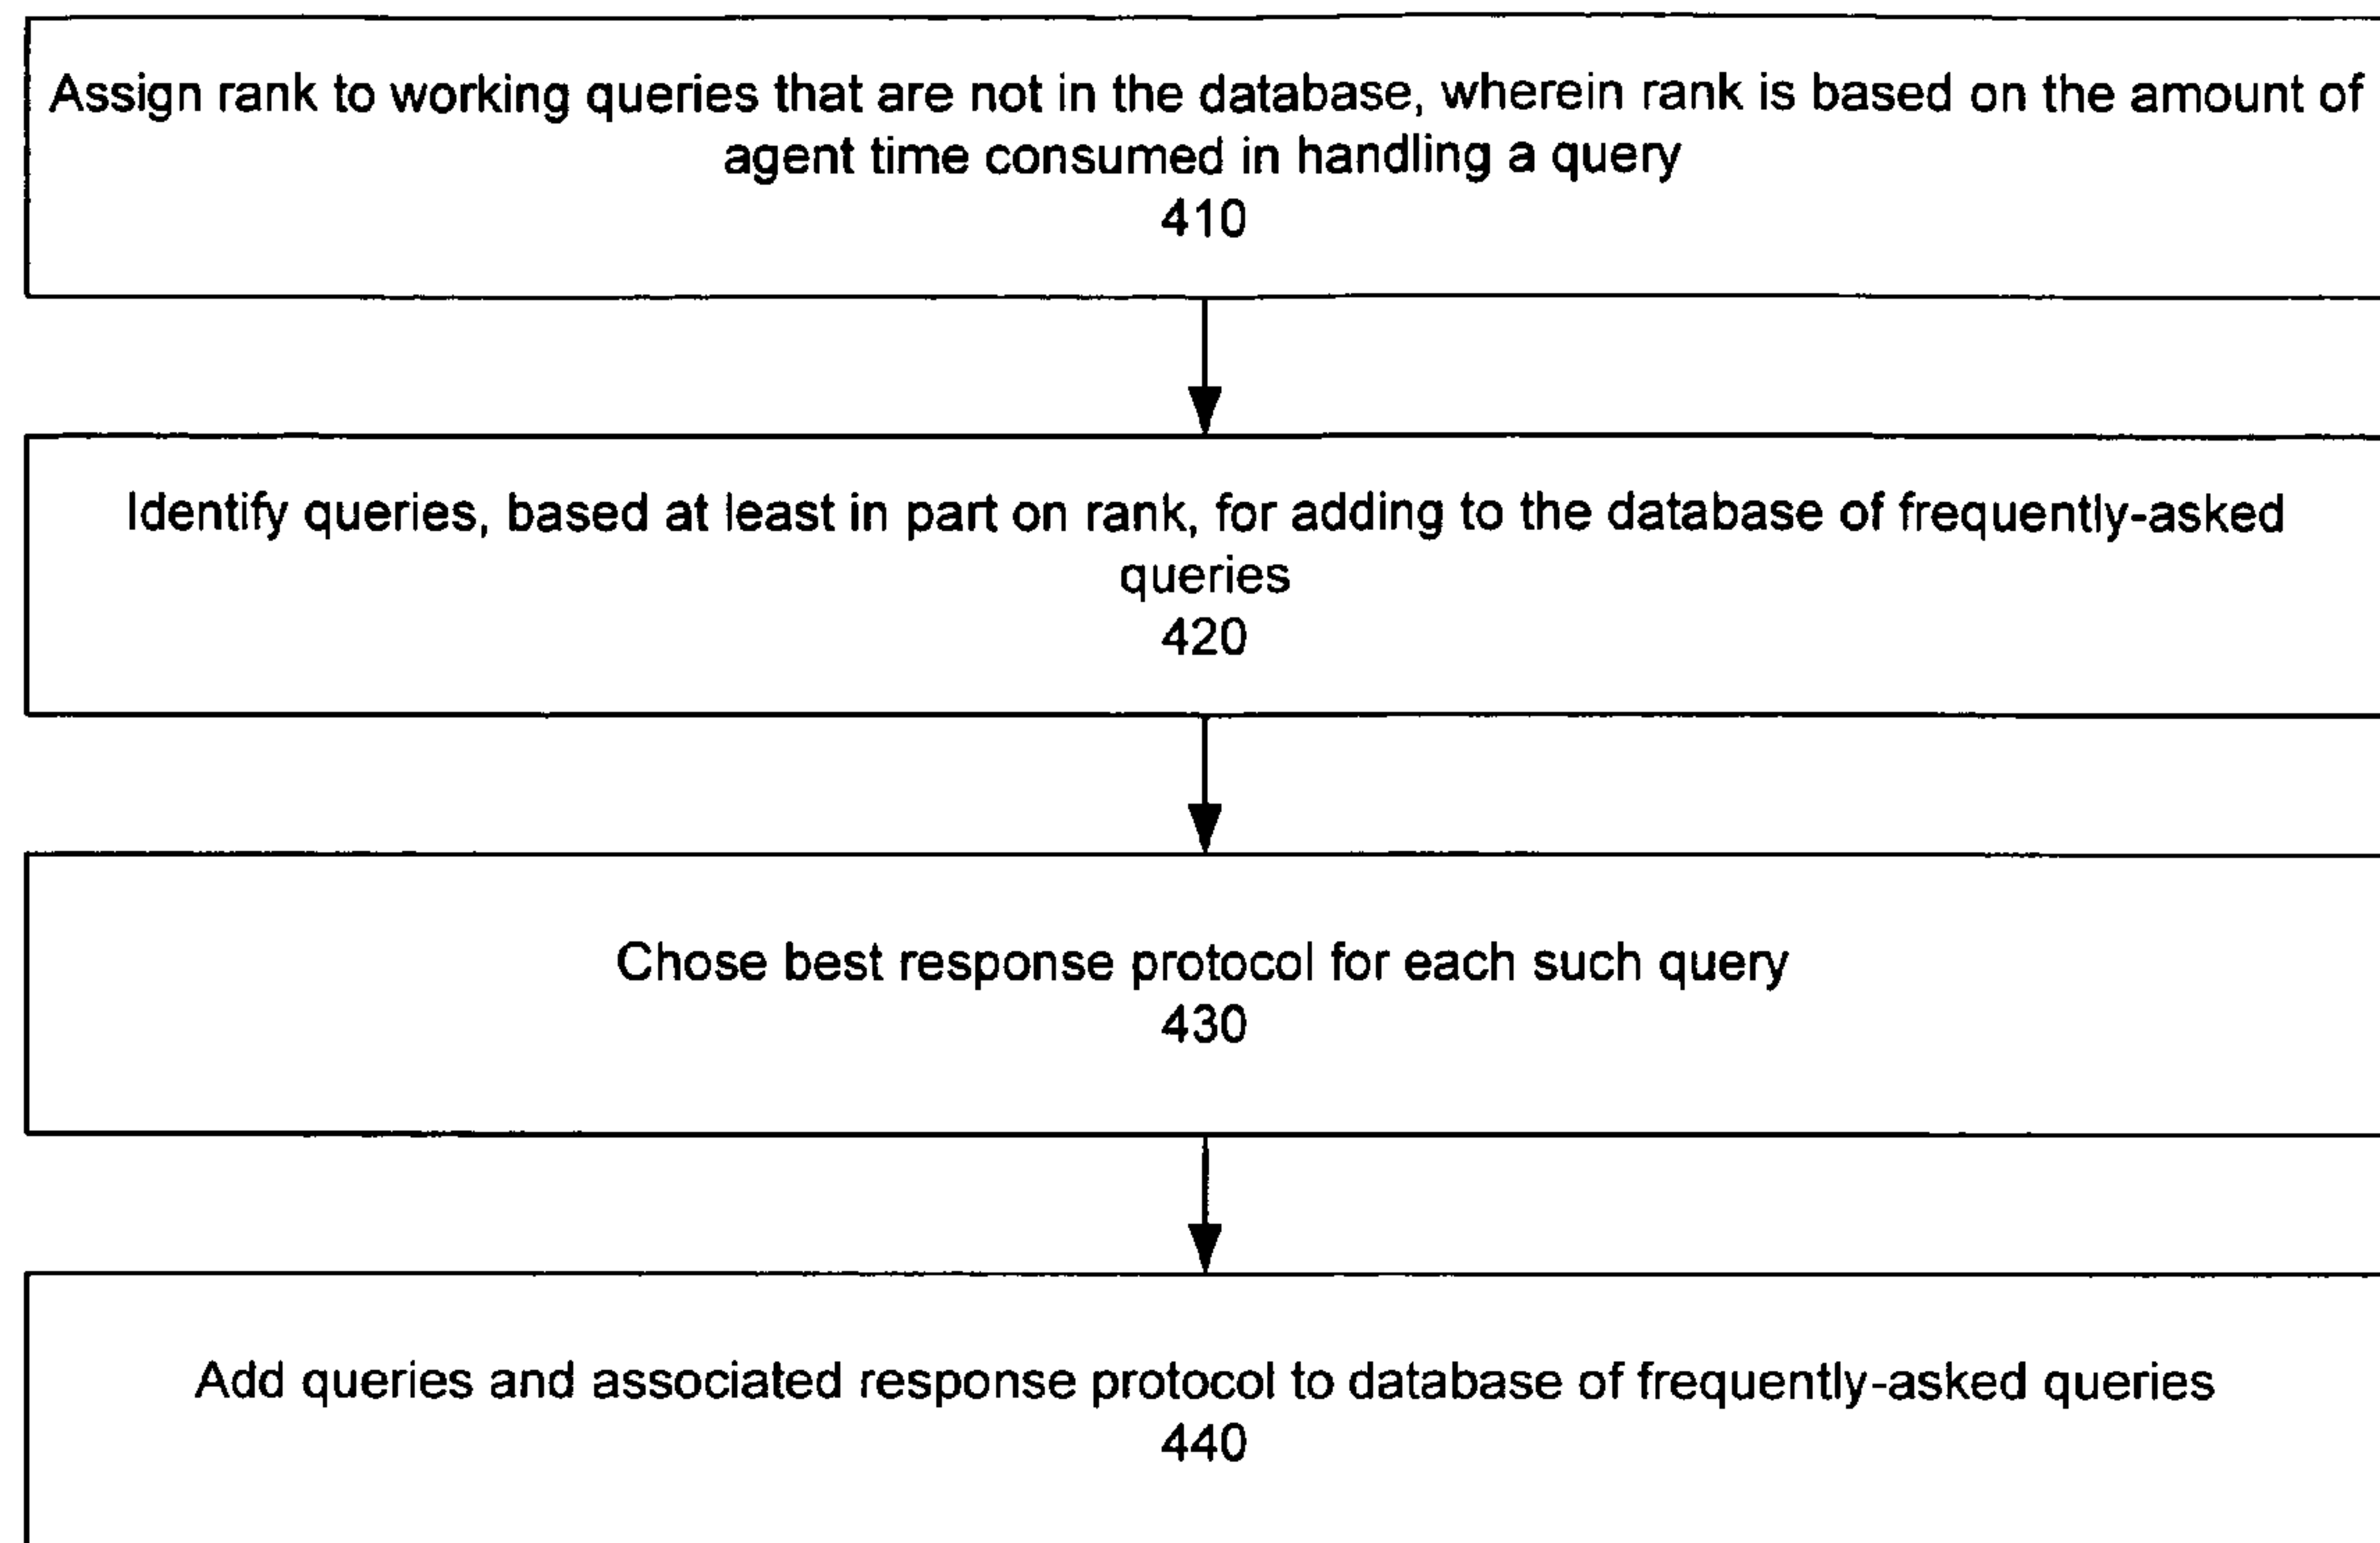 Assign rank to working queries that are not in the database, wherein rank is based on the amount of
agent time consumed in handling a query
410
Identify queries, based at least in part on rank, for adding to the database of frequently-asked
queries
420
Chose best response protocol for each such query
430
Add queries and associated response protocol to database of frequently-asked queries
440